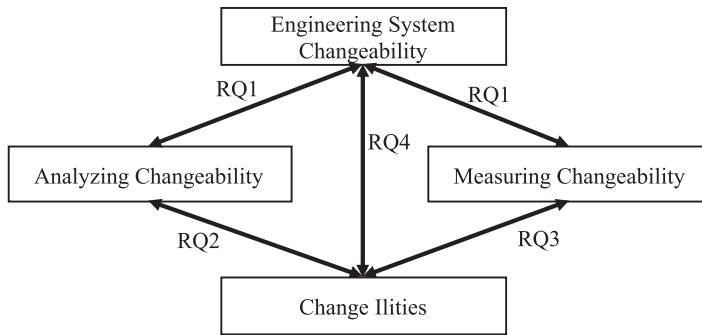 Engineering System
Changeability
RQ1
RQ1
RQ4
Analyzing Changeability
Measuring Changeability
RQ2
RQ3
Change Ilities